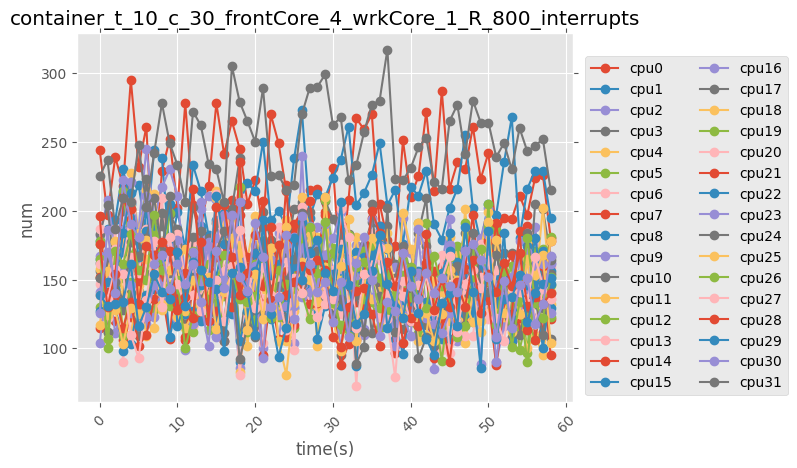 container_t_10_c_30_frontCore_4_wrkCore_1_R_800_interrupts
num
300
250
200
150
100
0
10
20
30
40
50
60
time(s)
cpu0
cpu1
cpu2
cpu3
cpu4
cpu5
cpu6
cpu7
cpu8
cpu9
cpu10
cpu11
cpu12
cpu13
cpu14
cpu15
cpu16
cpu17
cpu18
cpu19
cpu20
cpu21
cpu22
cpu23
cpu24
cpu25
cpu26
cpu27
cpu28
cpu29
cpu30
cpu31